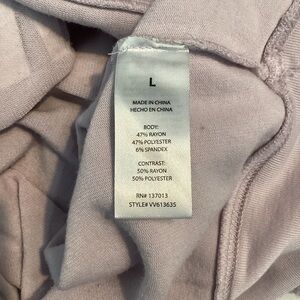 L
MADE IN CHINA
HECHO EN CHINA
BODY:
47% RAYON
47% POLYESTER
6% SPANDEX
CONTRAST:
50% RAYON
50% POLYESTER
RN# 137013
STYLE# VV613635